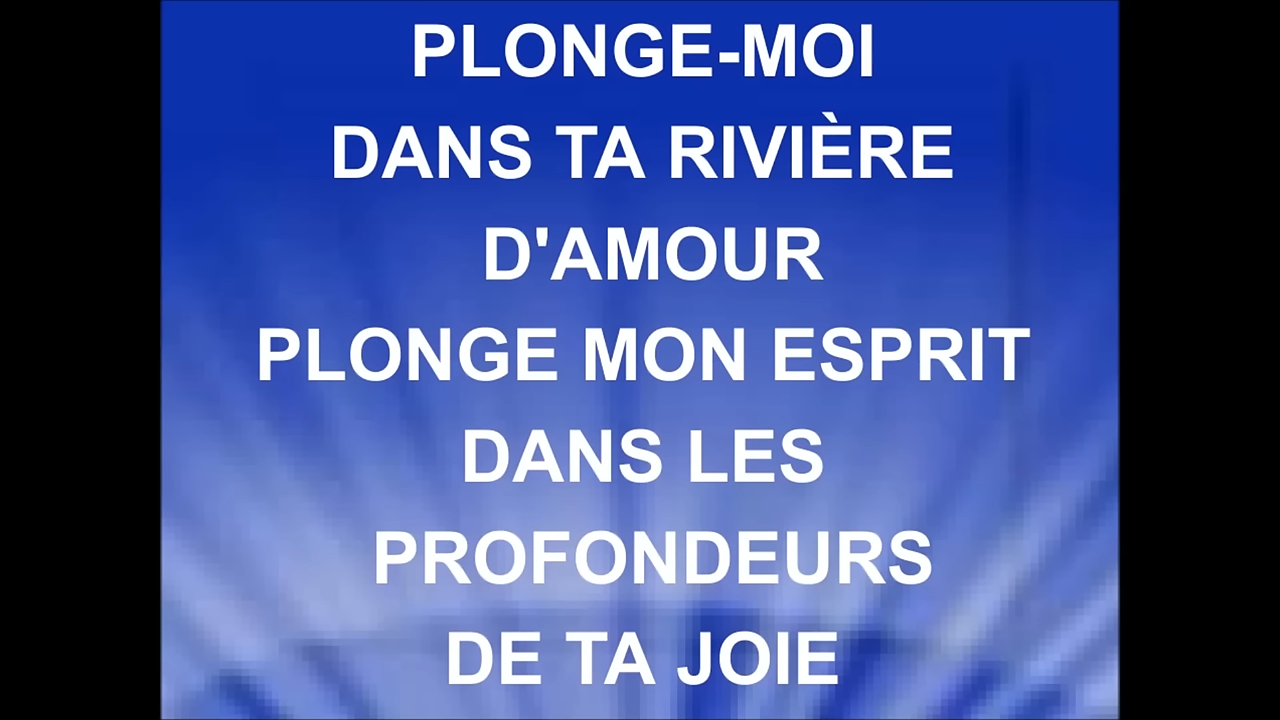 PLONGE-MOI
DANS TA RIVIÈRE
D'AMOUR
PLONGE MON ESPRIT
DANS LES
PROFONDEURS
DE TA JOIE